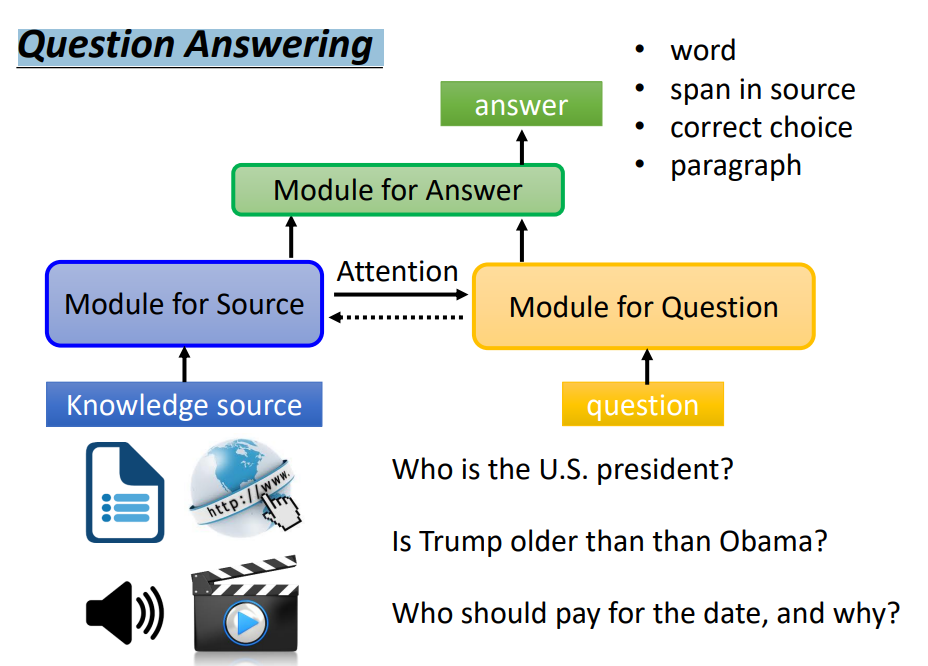 Question Answering
• word
• span in source
• correct choice
• paragraph
answer
Module for Answer
Attention
Module for Source
Module for Question
Knowledge source
question
http://www.
Who is the U.S. president?
Is Trump older than than Obama?
Who should pay for the date, and why?